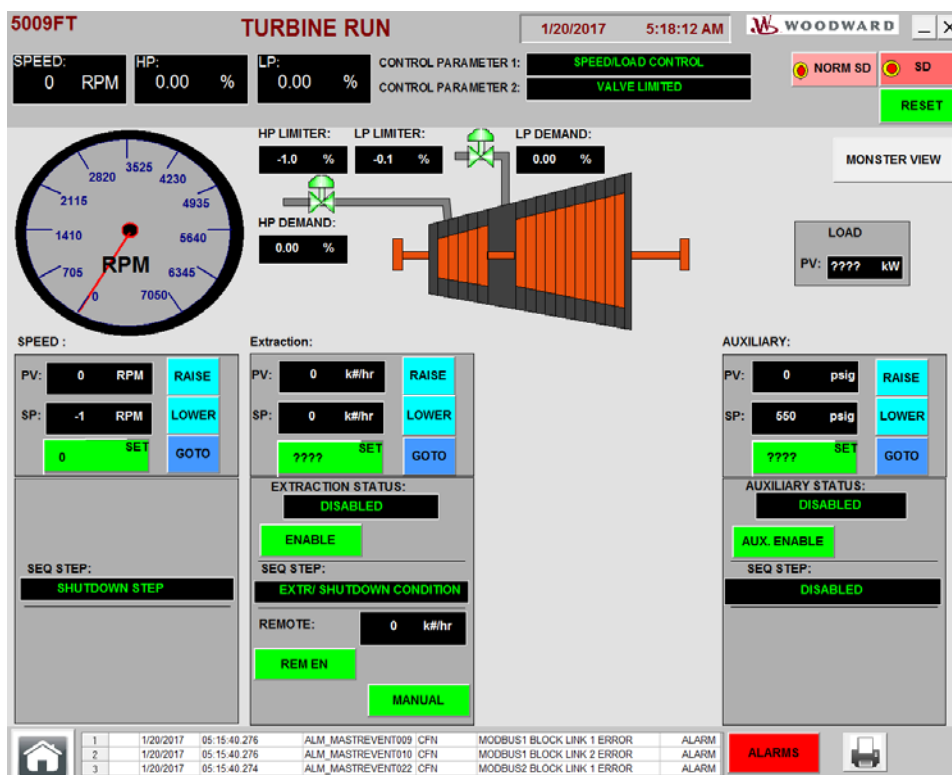 5009FT
TURBINE RUN
1/20/2017 5:18:12 AM
WOODWARD
SPEED:
0 RPM
HP:
0.00 %
LP:
0.00 %
CONTROL PARAMETER 1: SPEED/LOAD CONTROL
CONTROL PARAMETER 2: VALVE LIMITED
NORM SD
SD
RESET
HP LIMITER: LP LIMITER: LP DEMAND:
-1.0 % -0.1 % 0.00 %
MONSTER VIEW
HP DEMAND:
0.00 %
0
705
1410
2115
2820
3525
4230
4935
5640
6345
7050
RPM
LOAD
PV: ???? kW
SPEED :
PV: 0 RPM RAISE
SP: -1 RPM LOWER
0 SET GOTO
SEQ STEP:
SHUTDOWN STEP
Extraction:
PV: 0 k#/hr RAISE
SP: 0 k#/hr LOWER
???? SET GOTO
EXTRACTION STATUS:
DISABLED
ENABLE
SEQ STEP:
EXTR/ SHUTDOWN CONDITION
REMOTE: 0 k#/hr
REM EN
MANUAL
AUXILIARY:
PV: 0 psig RAISE
SP: 550 psig LOWER
???? SET GOTO
AUXILIARY STATUS:
DISABLED
AUX. ENABLE
SEQ STEP:
DISABLED
1 1/20/2017 05:15:40.276 ALM_MASTREVENT009 CFN MODBUS1 BLOCK LINK 1 ERROR ALARM
2 1/20/2017 05:15:40.276 ALM_MASTREVENT010 CFN MODBUS1 BLOCK LINK 2 ERROR ALARM
3 1/20/2017 05:15:40.274 ALM_MASTREVENT022 CFN MODBUS2 BLOCK LINK 1 ERROR ALARM
ALARMS